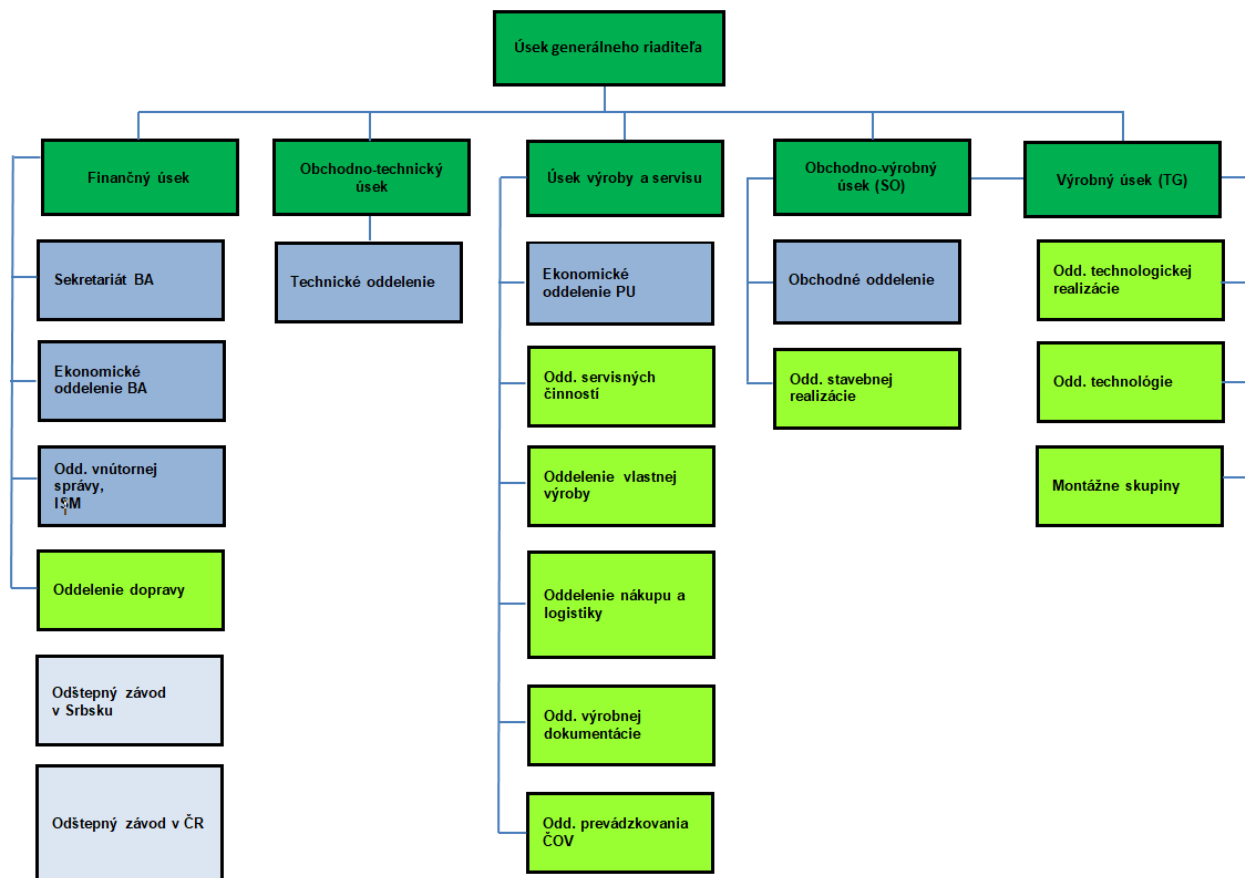 Úsek generálneho riaditeľa
Finančný úsek
Obchodno-technický
úsek
Úsek výroby a servisu
Obchodno-výrobný
úsek (SO)
Výrobný úsek (TG)
Sekretariát BA
Technické oddelenie
Ekonomické
oddelenie PU
Obchodné oddelenie
Odd. technologickej
realizácie
Ekonomické
oddelenie BA
Odd. servisných
činností
Odd. stavebnej
realizácie
Odd. technológie
Odd. vnútornej
správy,
ISM
Oddelenie vlastnej
výroby
Montážne skupiny
Oddelenie dopravy
Oddelenie nákupu a
logistiky
Odštepný závod
v Srbsku
Odd. výrobnej
dokumentácie
Odštepný závod v ČR
Odd. prevádzkovania
ČOV